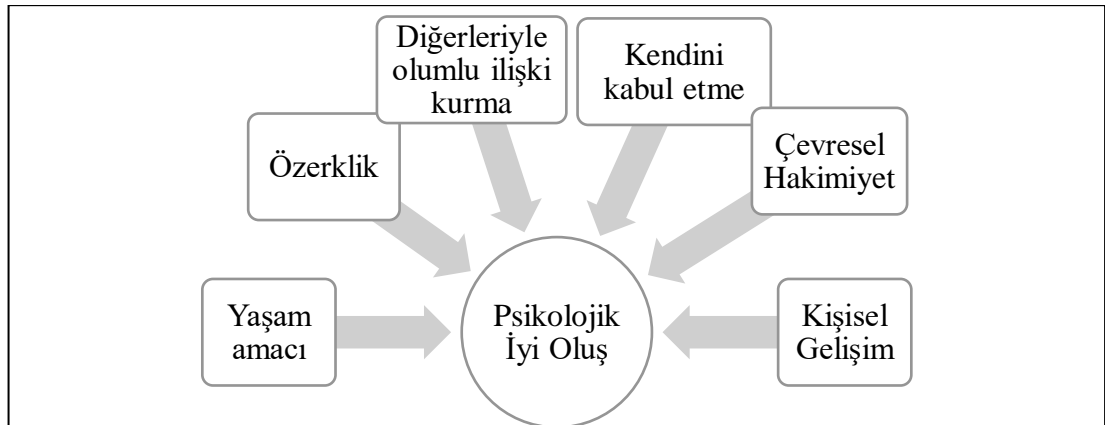 Diğerleriyle
olumlu ilişki
kurma
Kendini
kabul etme
Özerklik
Çevresel
Hakimiyet
Yaşam
amacı
Psikolojik
İyi Oluş
Kişisel
Gelişim